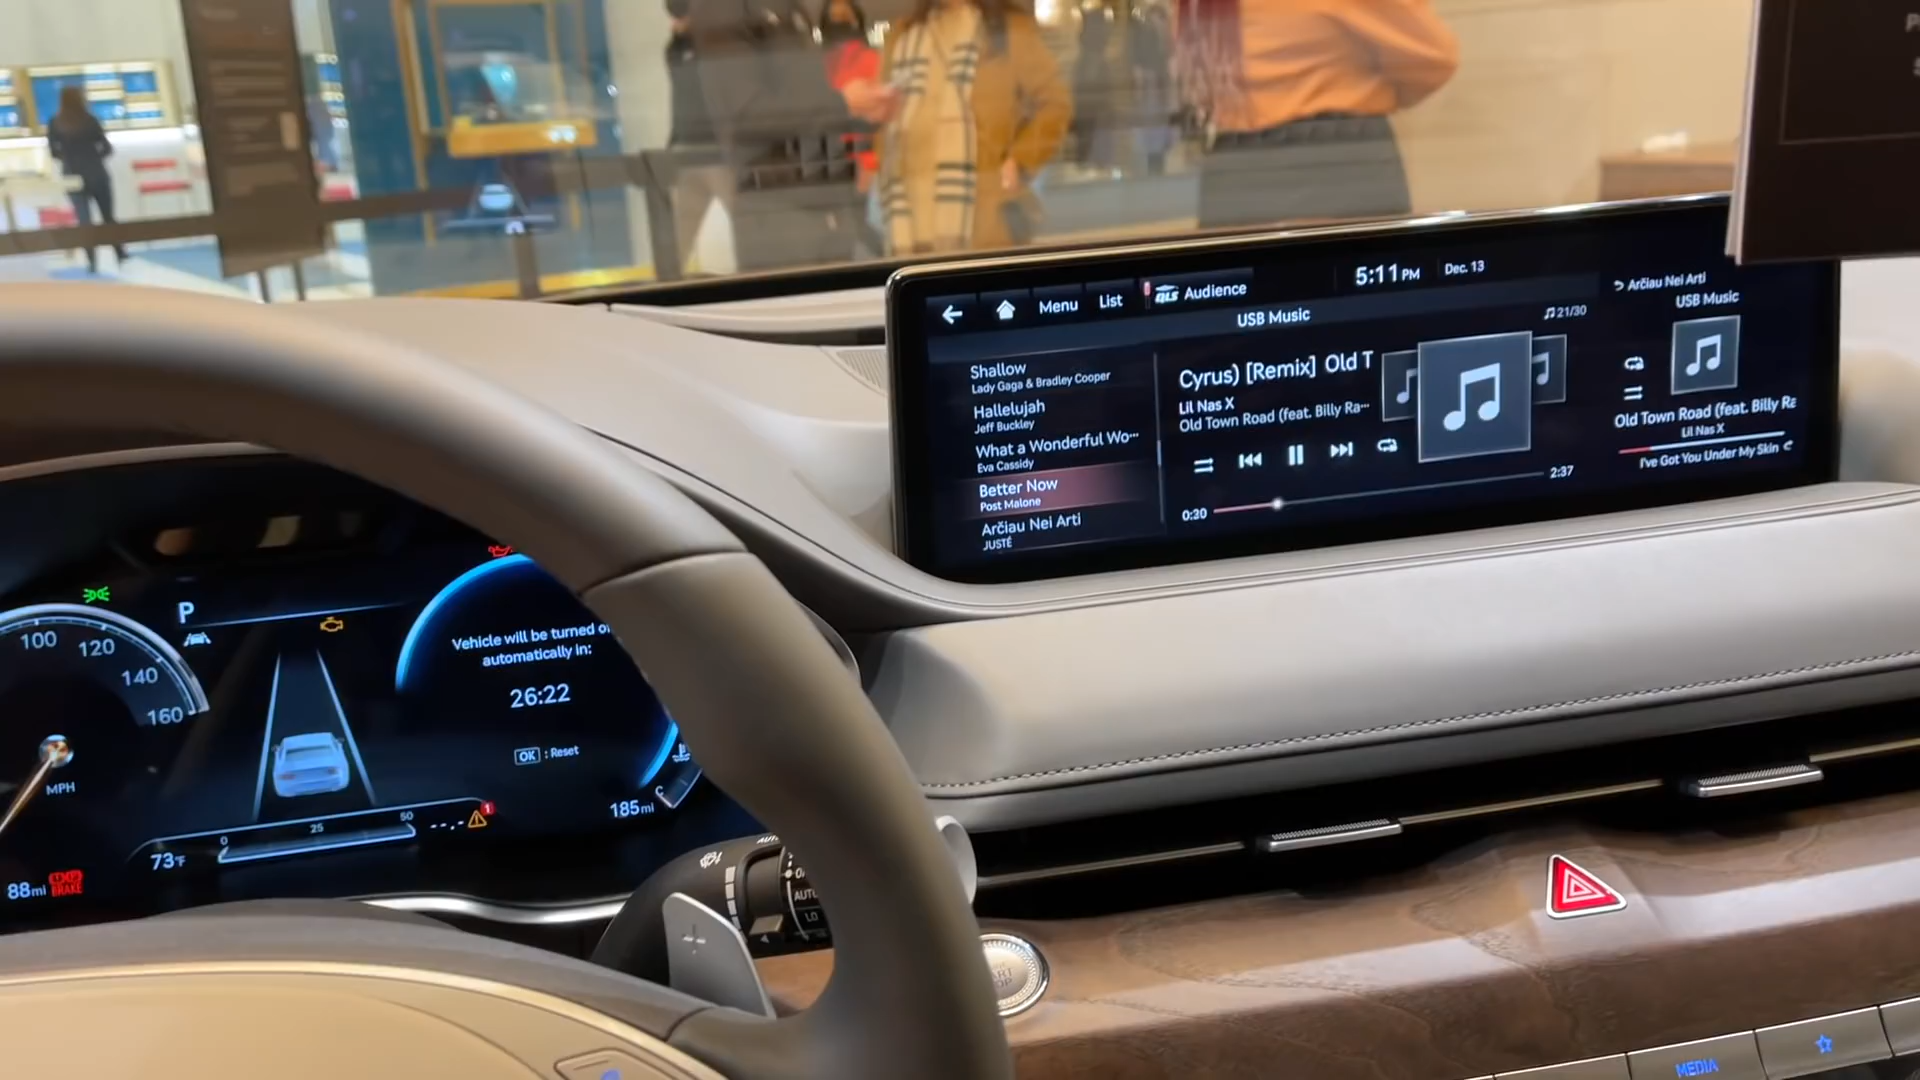 Menu
List
QLS Audience
5:11 PM
Dec. 13
USB Music
21/30
Shallow
Lady Gaga & Bradley Cooper
Hallelujah
Jeff Buckley
What a Wonderful Wo···
Eva Cassidy
Better Now
Post Malone
Arčiau Nei Arti
JUSTĖ
Cyrus) [Remix] Old T
Lil Nas X
Old Town Road (feat. Billy Ra···
0:30
2:37
Arčiau Nei Arti
USB Music
Old Town Road (feat. Billy Ra
Lil Nas X
I've Got You Under My Skin
100
120
140
160
MPH
P
Vehicle will be turned o
automatically in:
26:22
OK : Reset
185mi
C
0
25
50
--.-
1
73°F
88mi
BRAKE
AUTO
LO
MEDIA